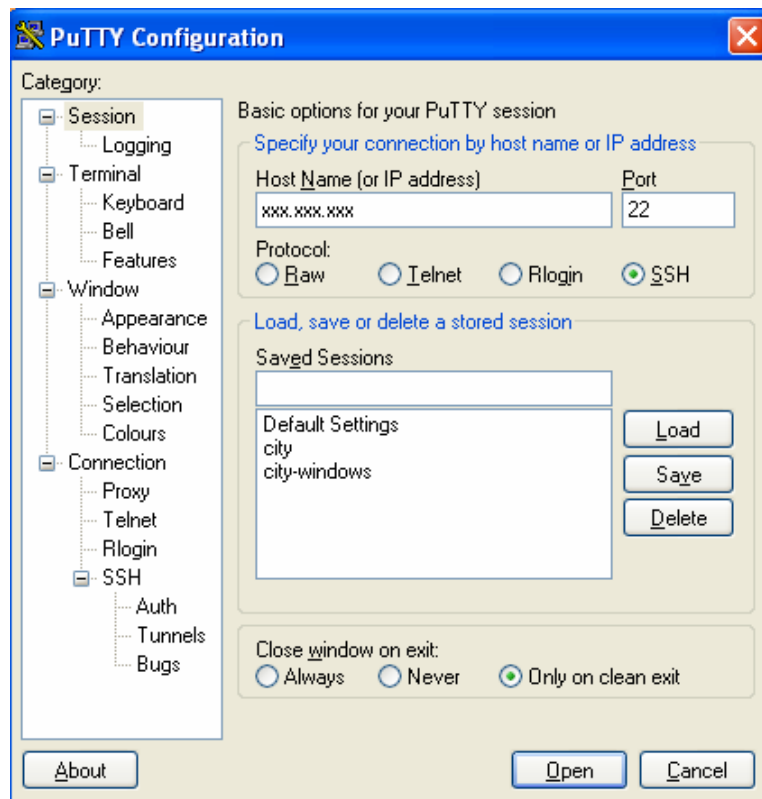 PuTTY Configuration
Category:
Session
Logging
Terminal
Keyboard
Bell
Features
Window
Appearance
Behaviour
Translation
Selection
Colours
Connection
Proxy
Telnet
Rlogin
SSH
Auth
Tunnels
Bugs
Basic options for your PuTTY session
Specify your connection by host name or IP address
Host Name (or IP address) Port
xxx.xxx.xxx 22
Protocol:
Raw Telnet Rlogin SSH
Load, save or delete a stored session
Saved Sessions
Default Settings
city
city-windows
Load
Save
Delete
Close window on exit:
Always Never Only on clean exit
About Open Cancel